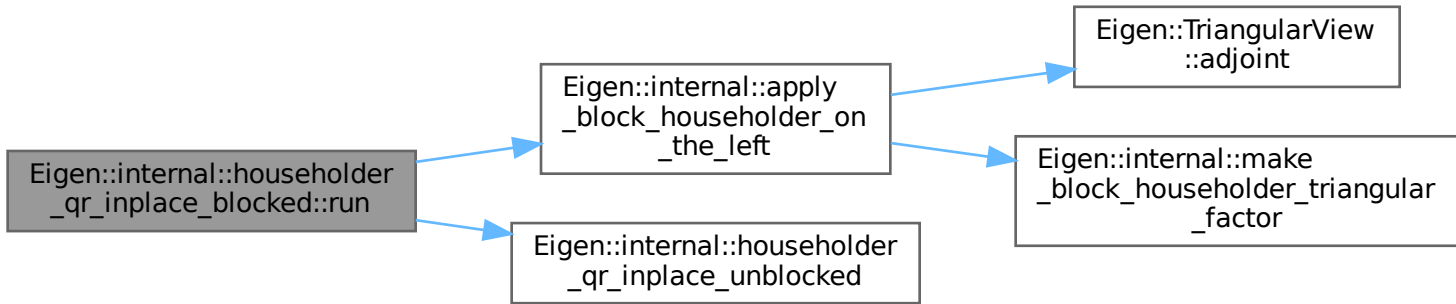 Eigen::internal::householder
_qr_inplace_blocked::run
Eigen::internal::apply
_block_householder_on
_the_left
Eigen::TriangularView
::adjoint
Eigen::internal::make
_block_householder_triangular
_factor
Eigen::internal::householder
_qr_inplace_unblocked